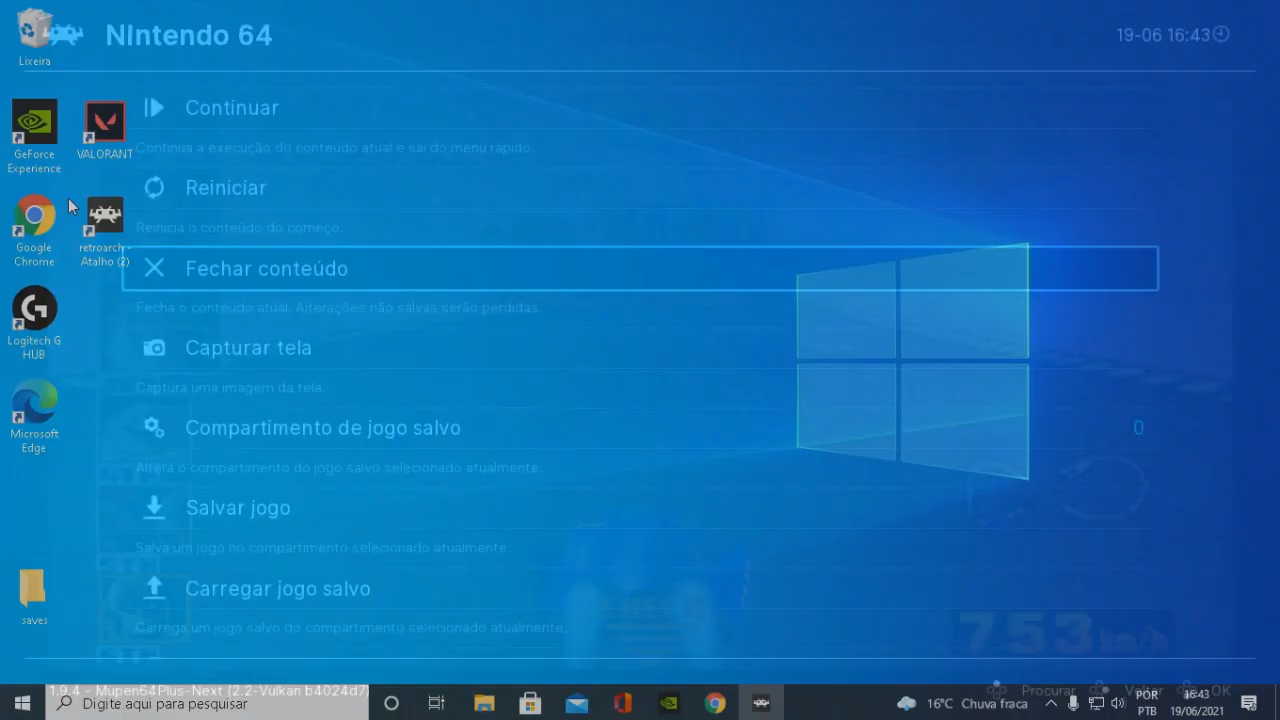 Nintendo 64
19-06 16:43
Lixeira
Continuar
Continua a execução do conteúdo atual e sai do menu rápido.
GeForce
Experience
VALORANT
Reiniciar
Reinicia o conteúdo do começo.
Google
Chrome
retroarch -
Atalho (2)
Fechar conteúdo
Fecha o conteúdo atual. Alterações não salvas serão perdidas.
Logitech G
HUB
Capturar tela
Captura uma imagem da tela.
Microsoft
Edge
Compartimento de jogo salvo
0
Altera o compartimento do jogo salvo selecionado atualmente.
Salvar jogo
Salva um jogo no compartimento selecionado atualmente.
saves
Carregar jogo salvo
Carrega um jogo salvo do compartimento selecionado atualmente.
753 km/h
1.9.4 - Mupen64Plus-Next (2.2-Vulkan b4024d7)
Procurar
Voltar
OK
Digite aqui para pesquisar
16°C Chuva fraca
POR
PTB
16:43
19/06/2021